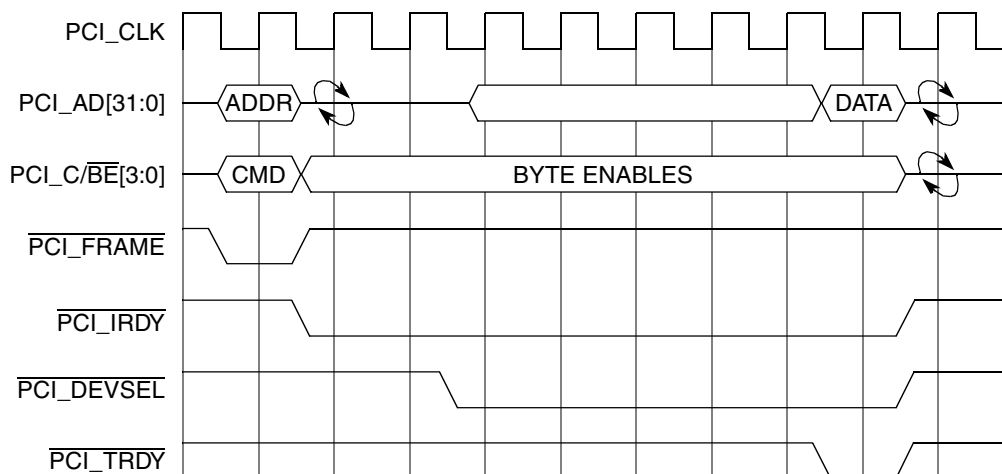 PCI_CLK
PCI_AD[31:0]
ADDR
DATA
PCI_C/BE[3:0]
CMD
BYTE ENABLES
PCI_FRAME
PCI_IRDY
PCI_DEVSEL
PCI_TRDY